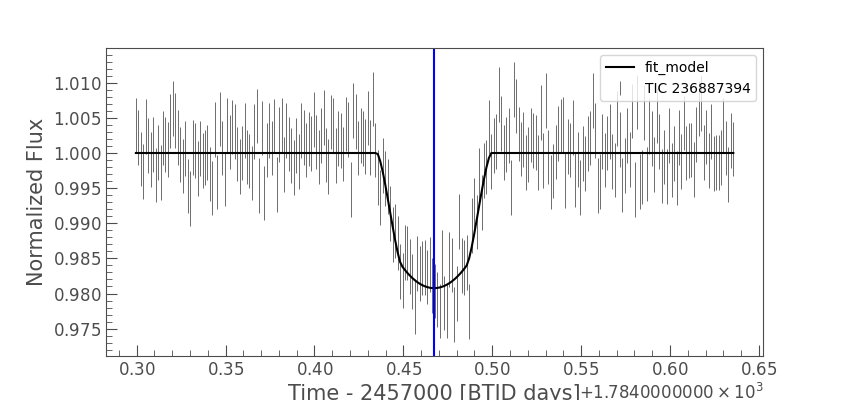 fit_model
TIC 236887394
1.010
1.005
1.000
0.995
0.990
0.985
0.980
0.975
Normalized Flux
0.30 0.35 0.40 0.45 0.50 0.55 0.60 0.65
Time - 2457000 [BTJD days]
+1.7840000000 × 10³